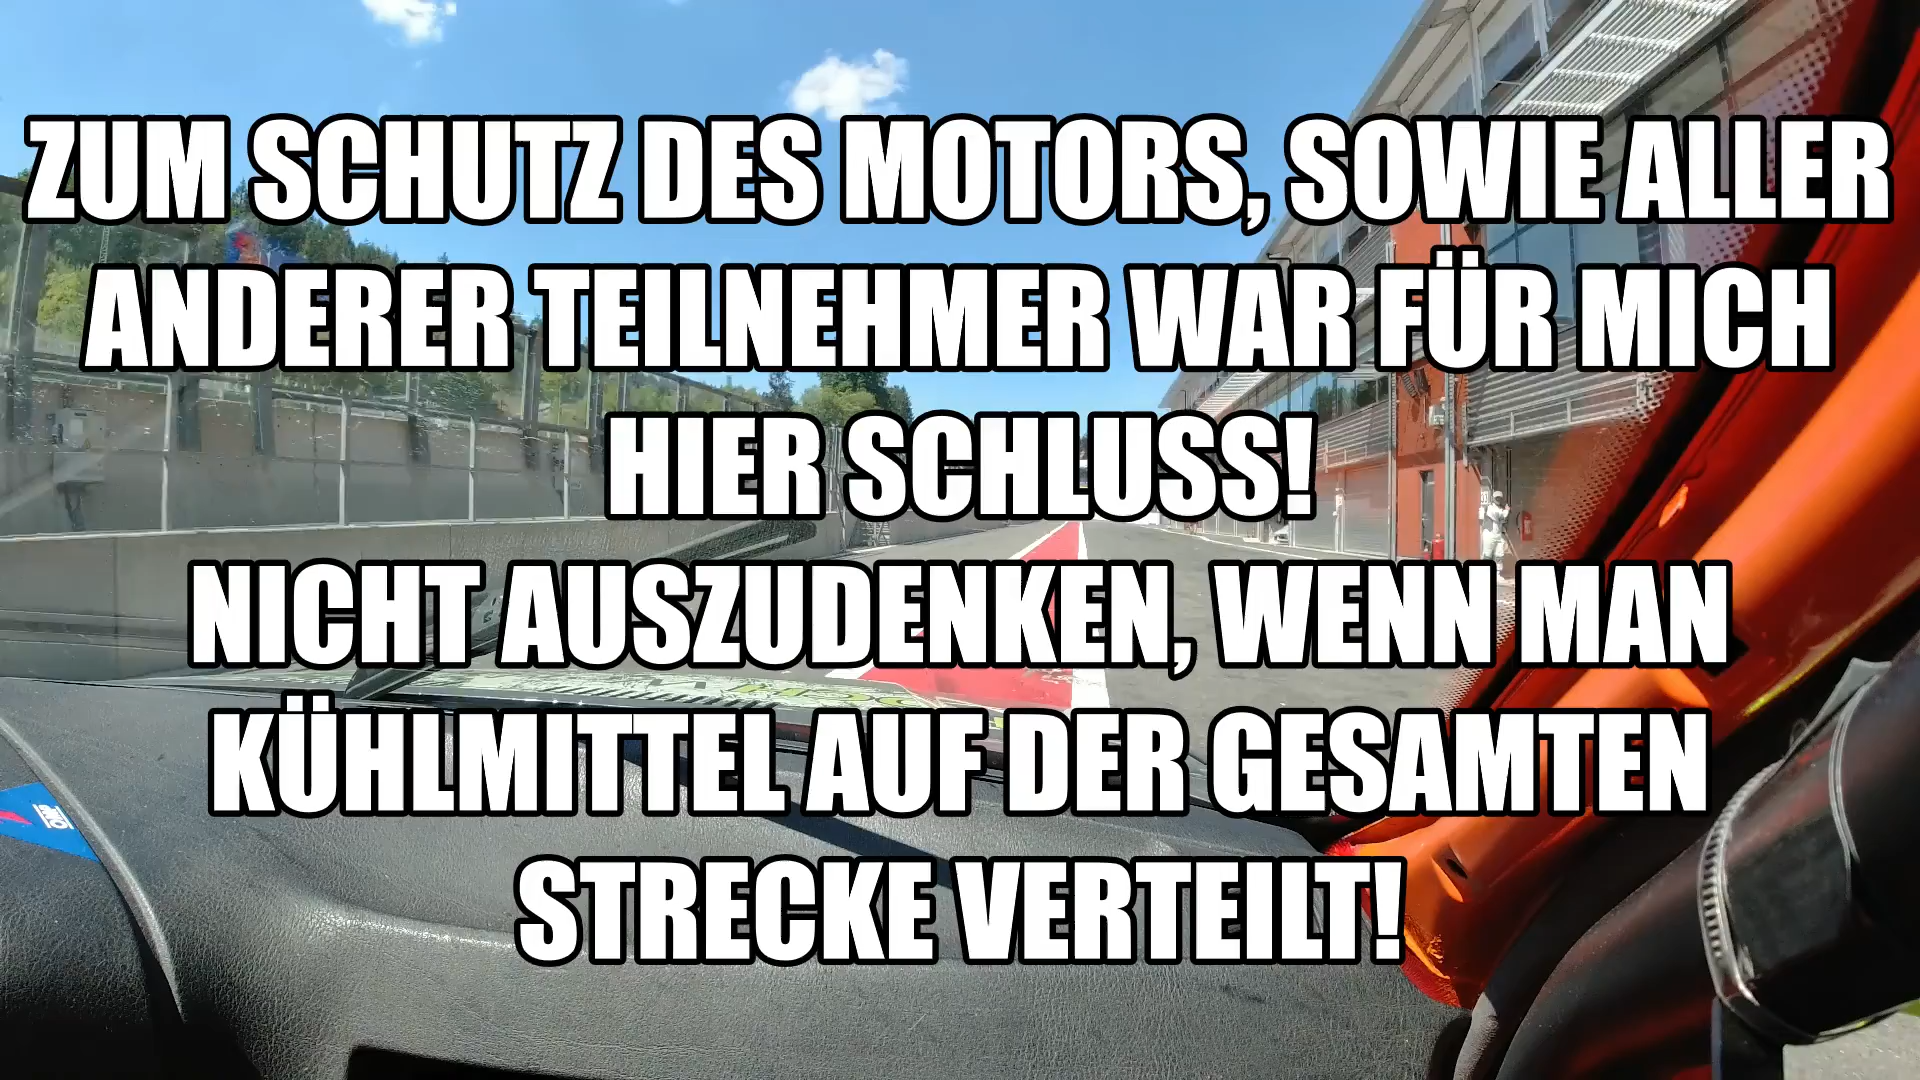 ZUM SCHUTZ DES MOTORS, SOWIE ALLER
ANDERER TEILNEHMER WAR FÜR MICH
HIER SCHLUSS!
NICHT AUSZUDENKEN, WENN MAN
KÜHLMITTEL AUF DER GESAMTEN
STRECKE VERTEILT!